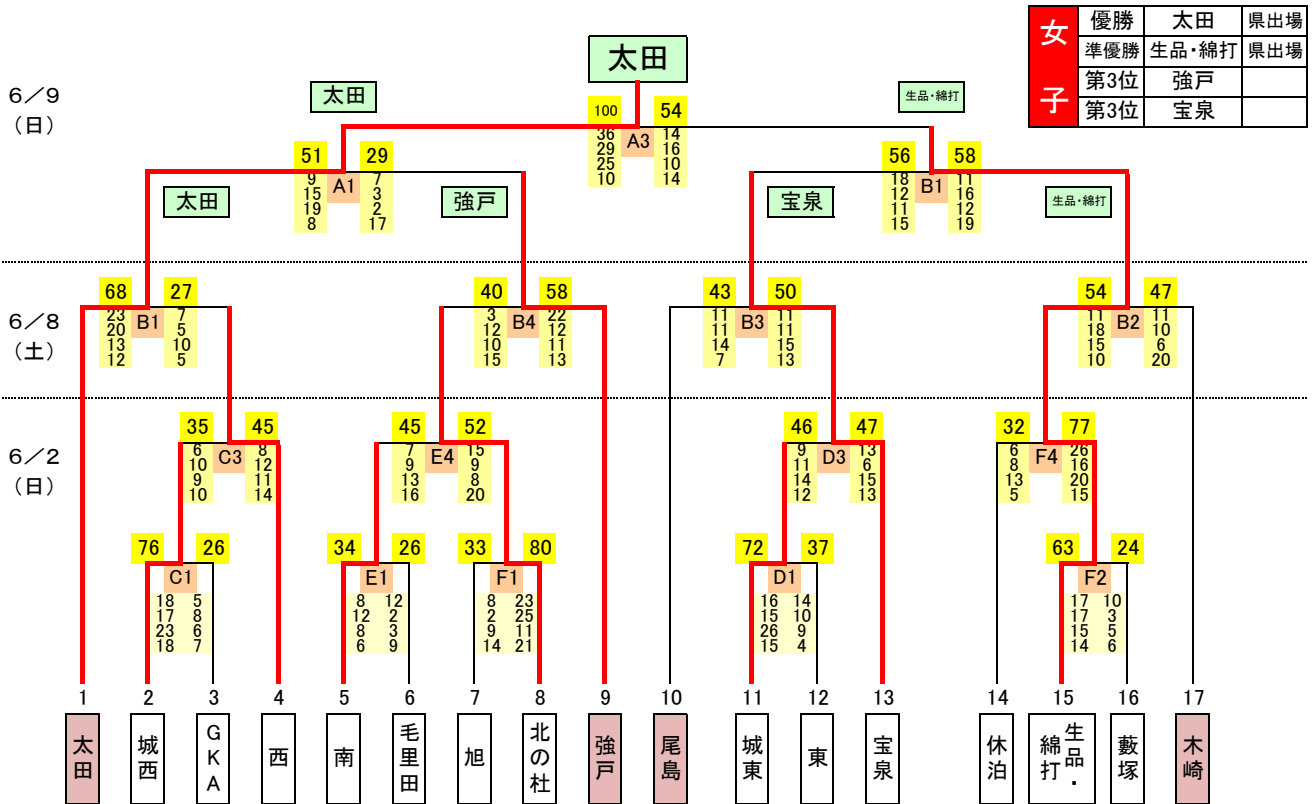 女子
優勝 太田 県出場
準優勝 生品・綿打 県出場
第3位 強戸
第3位 宝泉
太田
6/9
(日)
太田
生品・綿打
100 54
36 A3 14
29 16
25 10
10 14
51 29
9 A1 7
15 3
19 2
8 17
56 58
18 B1 11
12 16
11 12
15 19
太田
強戸
宝泉
生品・綿打
6/8
(土)
68 27
23 B1 7
20 5
13 10
12 5
40 58
3 B4 22
12 12
10 11
15 13
43 50
11 B3 11
11 11
14 15
7 13
54 47
11 B2 11
18 10
15 6
10 20
6/2
(日)
35 45
6 C3 8
10 12
9 11
10 14
45 52
7 E4 15
9 9
13 8
16 20
46 47
9 D3 13
11 6
14 15
12 13
32 77
6 F4 26
8 16
13 20
5 15
76 26
C1
18 5
17 8
23 6
18 7
34 26
E1
8 12
12 2
8 3
6 9
33 80
F1
8 23
2 25
9 11
14 21
72 37
D1
16 14
15 10
26 9
15 4
63 24
F2
17 10
17 3
15 5
14 6
1 2 3 4 5 6 7 8 9 10 11 12 13 14 15 16 17
太田
城西
GKA
西
南
毛里田
旭
北の杜
強戸
尾島
城東
東
宝泉
休泊
生品・
綿打
藪塚
木崎